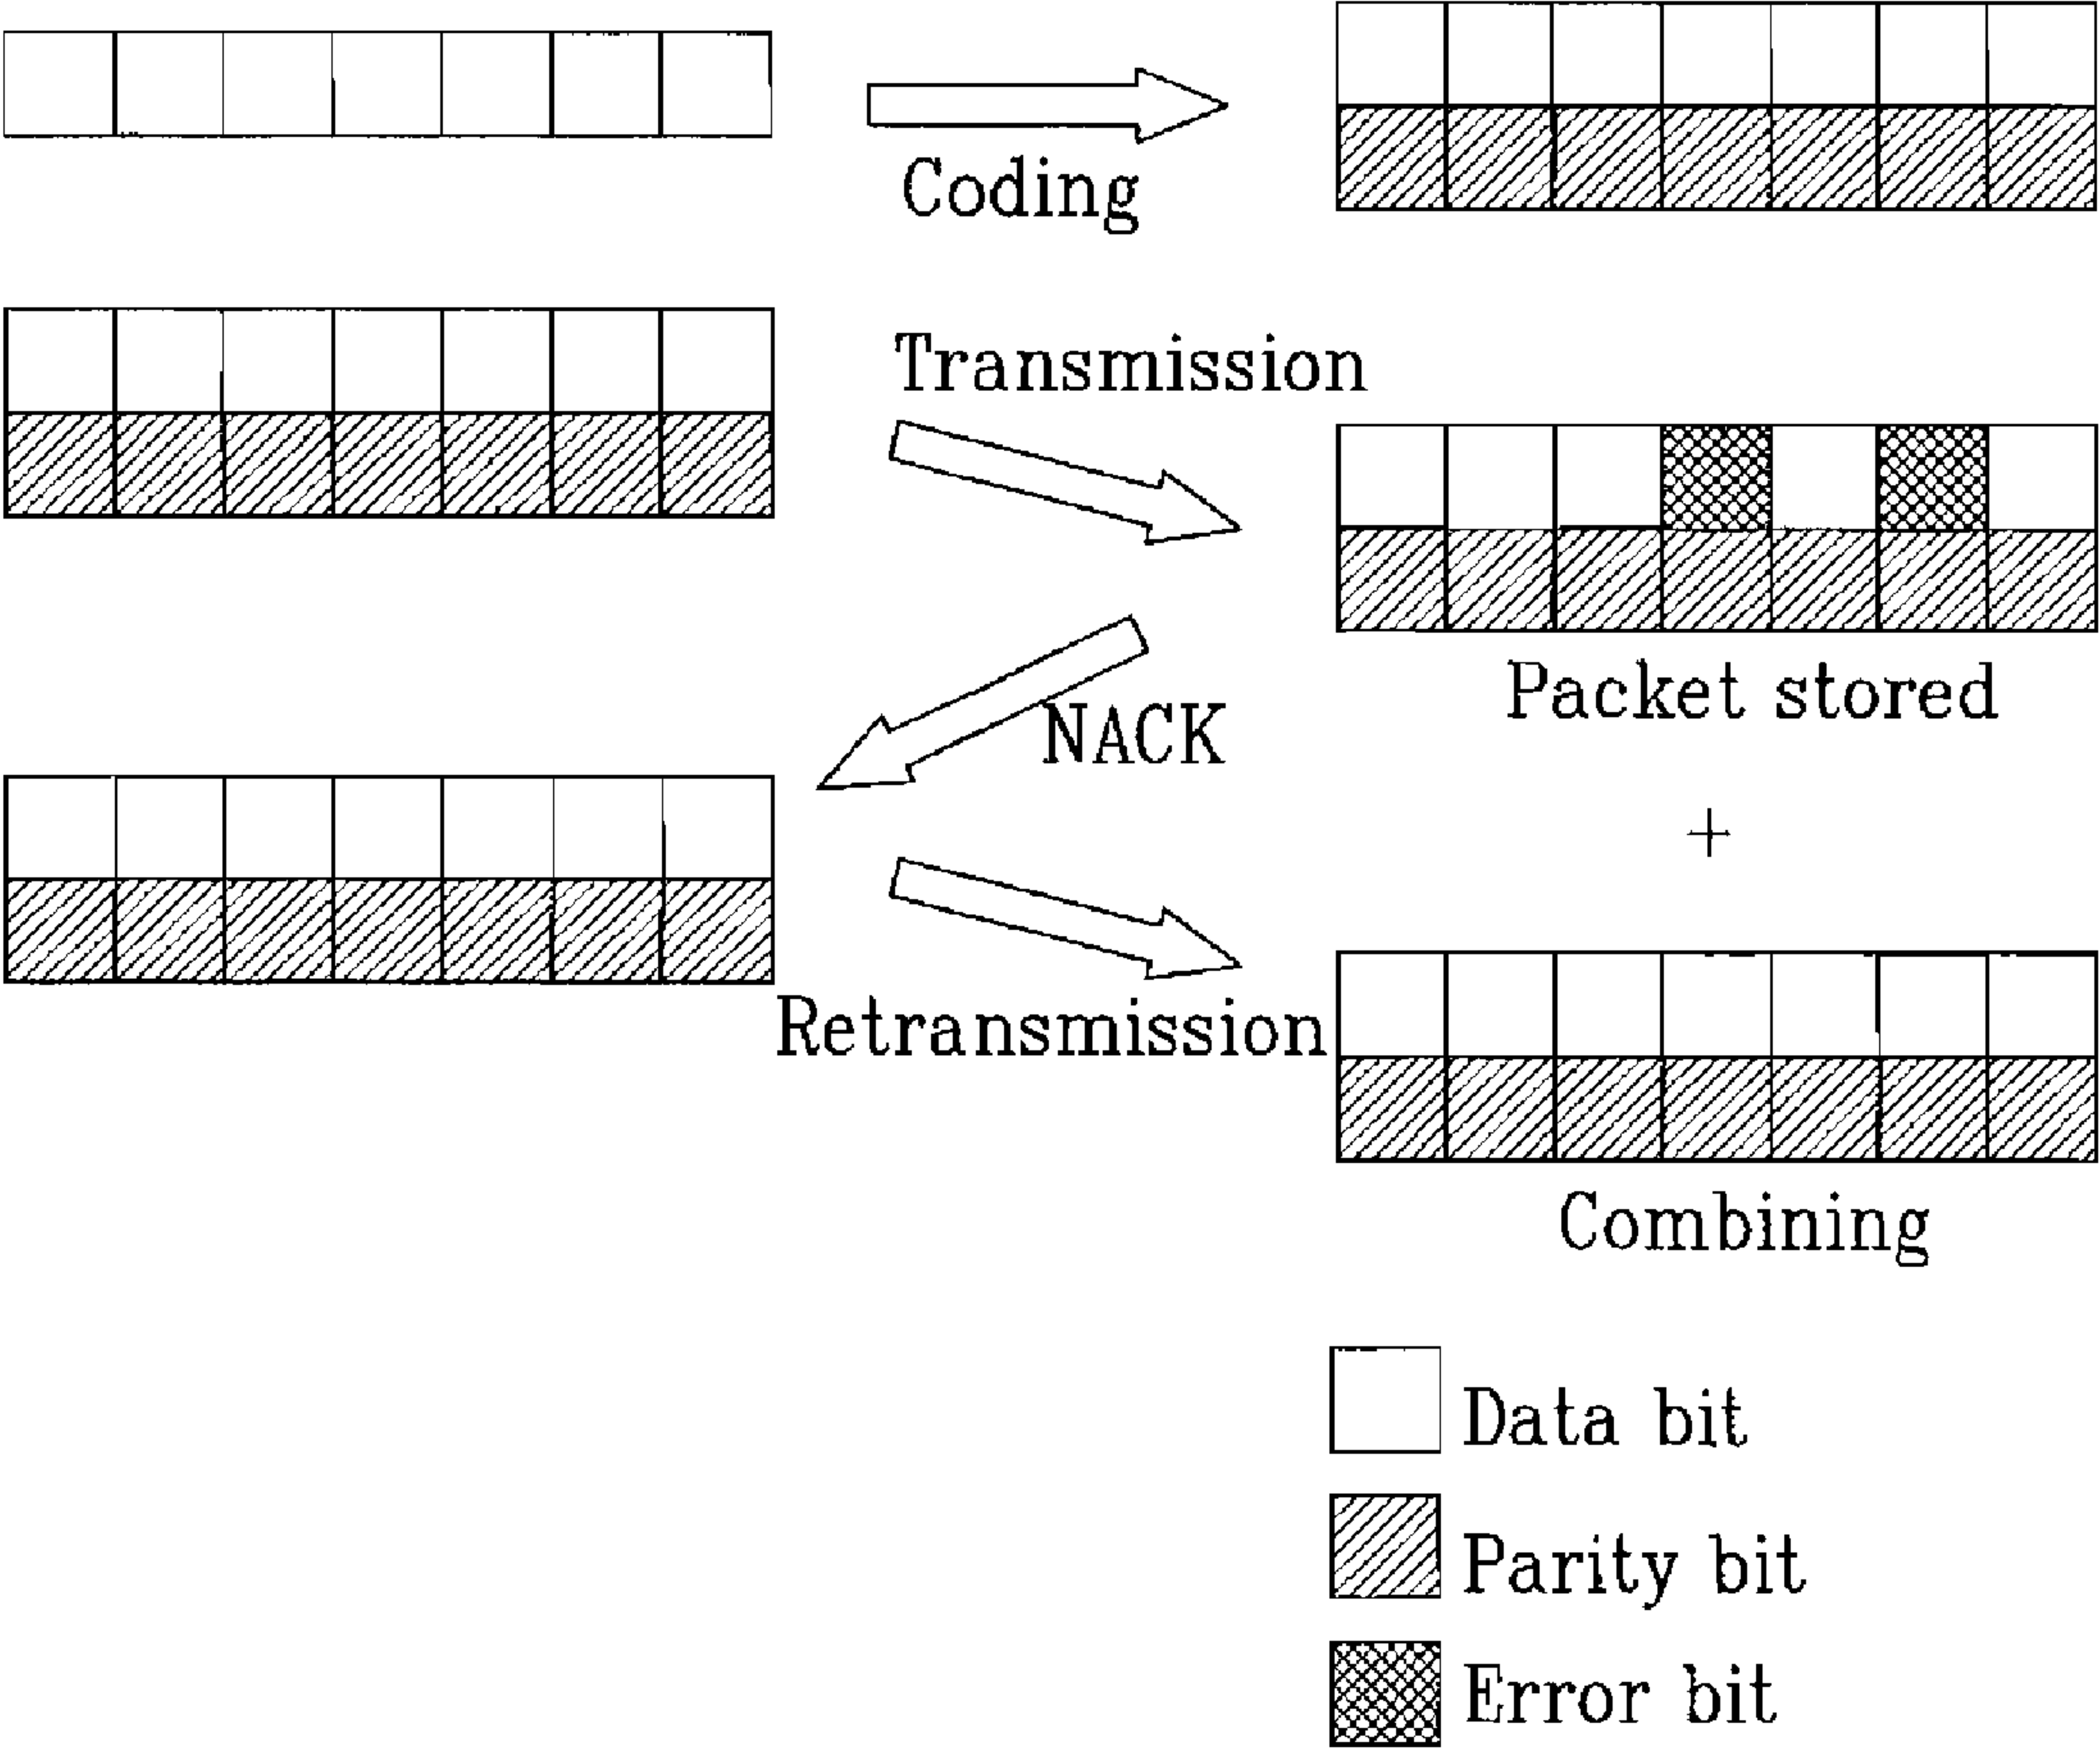 Coding
Transmission
Packet stored
NACK
+
Retransmission
Combining
Data bit
Parity bit
Error bit